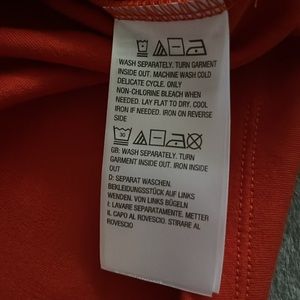 WASH SEPARATELY. TURN GARMENT
INSIDE OUT. MACHINE WASH COLD
DELICATE CYCLE. ONLY
NON-CHLORINE BLEACH WHEN
NEEDED. LAY FLAT TO DRY. COOL
IRON IF NEEDED. IRON ON REVERSE
SIDE
30
GB: WASH SEPARATELY. TURN
GARMENT INSIDE OUT. IRON INSIDE
OUT
D: SEPARAT WASCHEN.
BEKLEIDUNGSSTÜCK AUF LINKS
WENDEN. VON LINKS BÜGELN
I: LAVARE SEPARATAMENTE. METTER
IL CAPO AL ROVESCIO. STIRARE AL
ROVESCIO